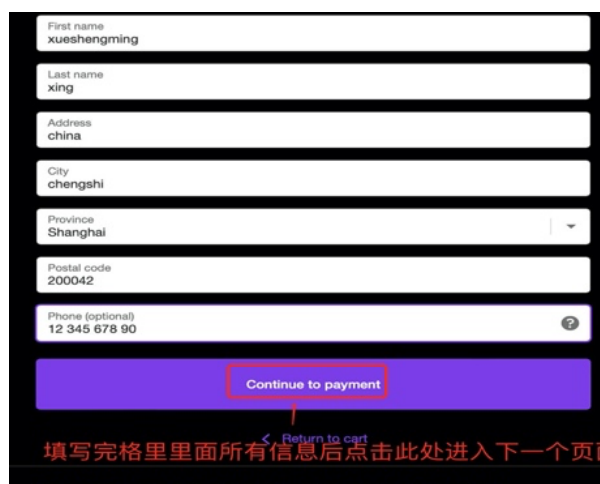 First name
xueshengming
Last name
xing
Address
china
City
chengshi
Province
Shanghai
Postal code
200042
Phone (optional)
12 345 678 90
?
Continue to payment
< Return to cart
填写完格里里面所有信息后点击此处进入下一个页面